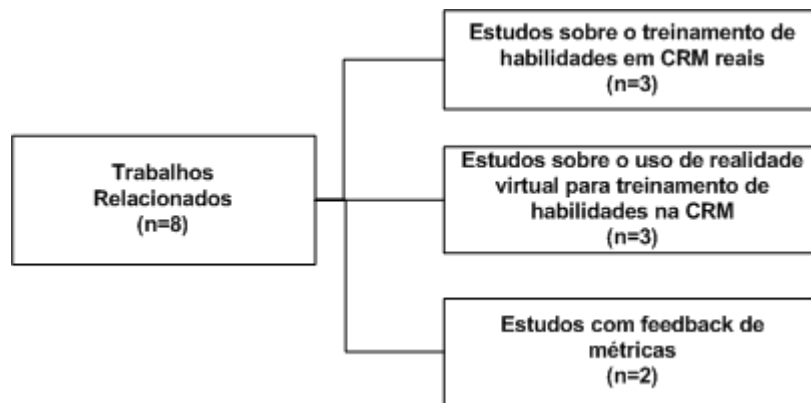 Trabalhos
Relacionados
(n=8)
Estudos sobre o treinamento de
habilidades em CRM reais
(n=3)
Estudos sobre o uso de realidade
virtual para treinamento de
habilidades na CRM
(n=3)
Estudos com feedback de
métricas
(n=2)